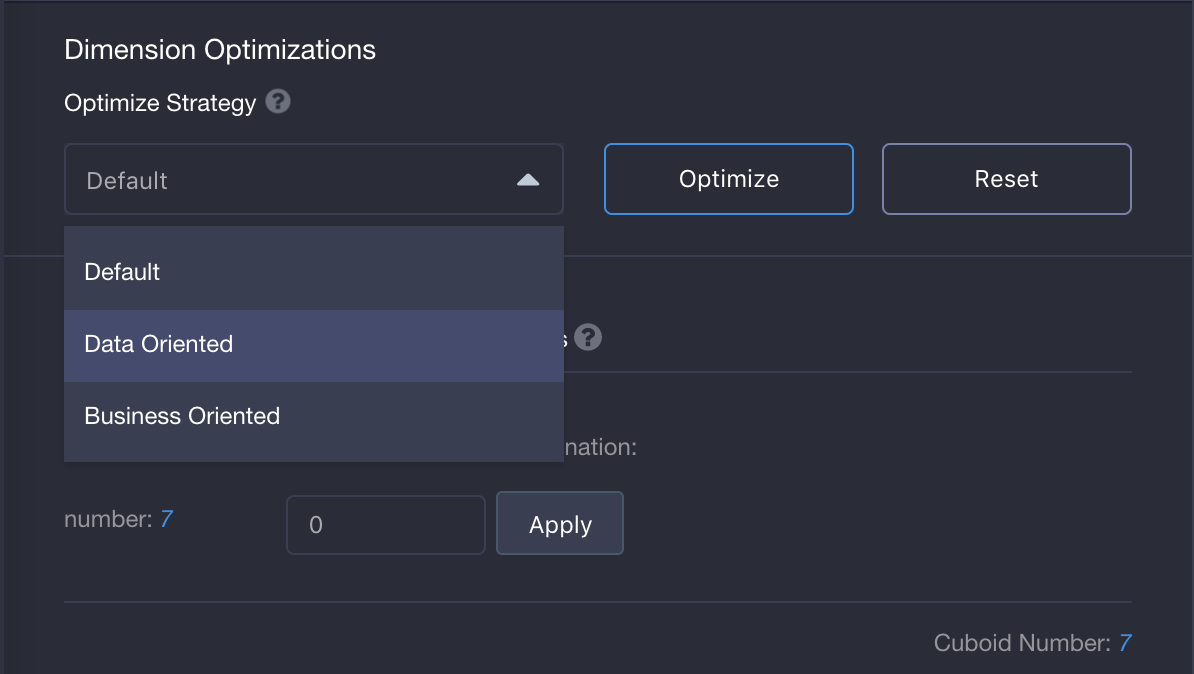 Dimension Optimizations
Optimize Strategy ?
Default
Optimize
Reset
Default
Data Oriented
?
Business Oriented
number: 7
0
Apply
Cuboid Number: 7